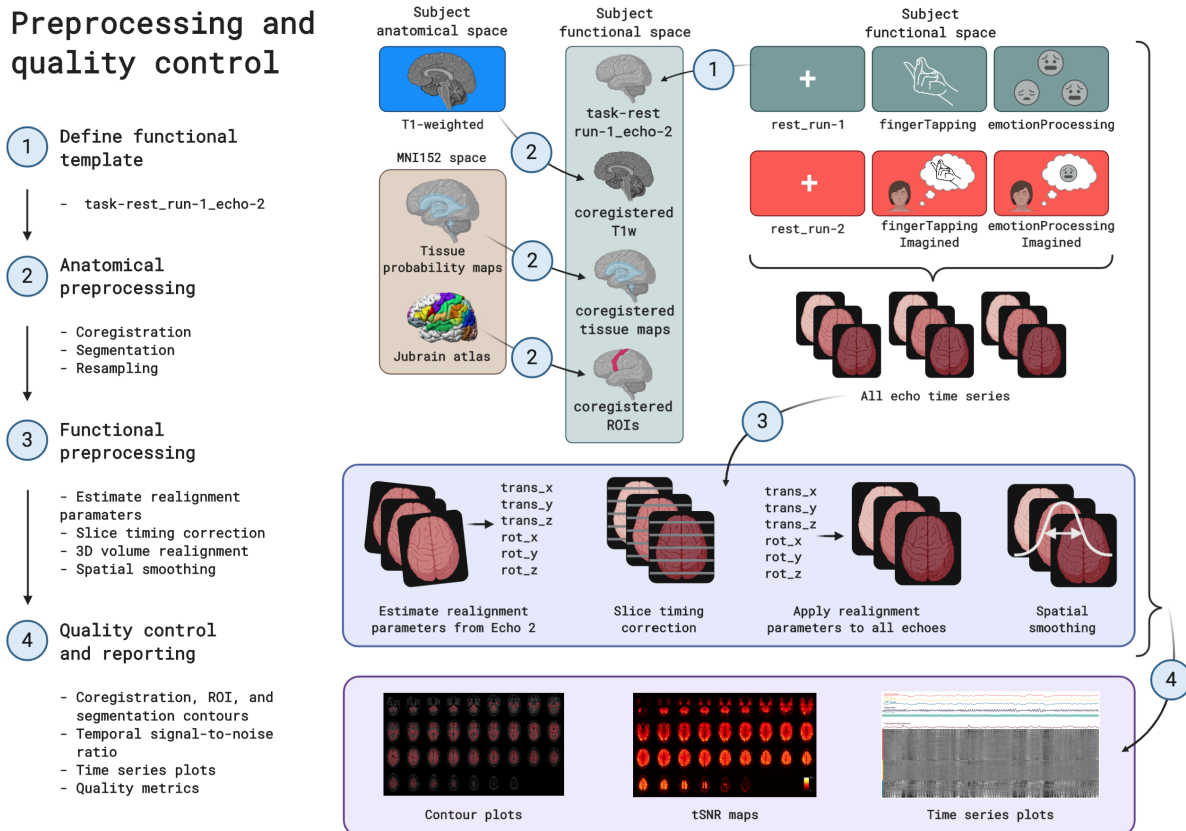 Preprocessing and
quality control
1
Define functional
template
- task-rest_run-1_echo-2
2
Anatomical
preprocessing
- Coregistration
- Segmentation
- Resampling
3
Functional
preprocessing
- Estimate realignment
paramaters
- Slice timing correction
- 3D volume realignment
- Spatial smoothing
4
Quality control
and reporting
- Coregistration, ROI, and
segmentation contours
- Temporal signal-to-noise
ratio
- Time series plots
- Quality metrics
Subject
anatomical space
T1-weighted
MNI152 space
Tissue
probability maps
Jubrain atlas
2
2
2
Subject
functional space
task-rest
run-1_echo-2
coregistered
T1w
coregistered
tissue maps
coregistered
ROIs
1
Subject
functional space
rest_run-1
fingerTapping
emotionProcessing
rest_run-2
fingerTapping
Imagined
emotionProcessing
Imagined
All echo time series
3
trans_x
trans_y
trans_z
rot_x
rot_y
rot_z
Estimate realignment
parameters from Echo 2
Slice timing
correction
trans_x
trans_y
trans_z
rot_x
rot_y
rot_z
Apply realignment
parameters to all echoes
Spatial
smoothing
4
Contour plots
tSNR maps
Time series plots